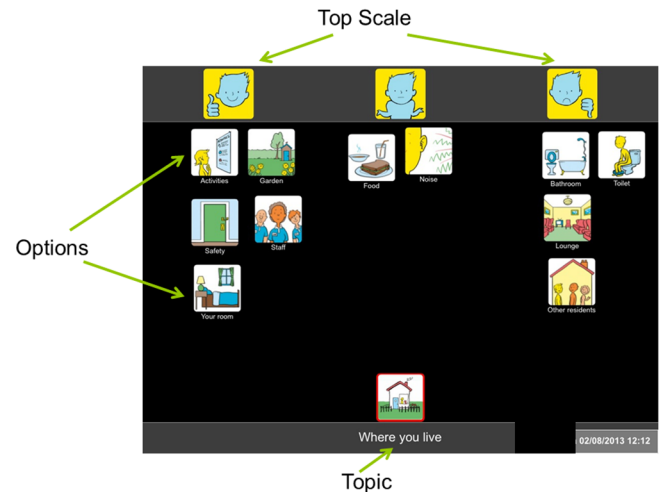 Top Scale
Activities
Garden
Food
Noise
Bathroom
Toilet
Safety
Staff
Lounge
Options
Your room
Other residents
Where you live
02/08/2013 12:12
Topic